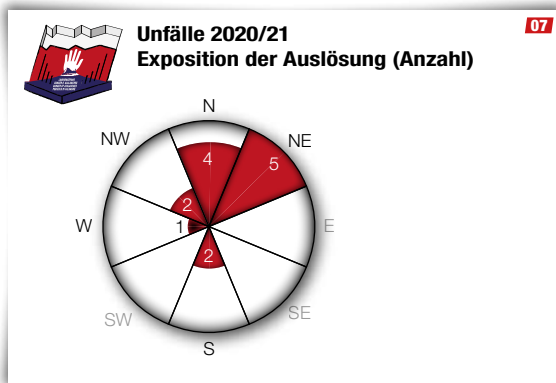 Unfälle 2020/21
Exposition der Auslösung (Anzahl)
07
N
NW
NE
4
5
2
W
1
E
2
SW
SE
S